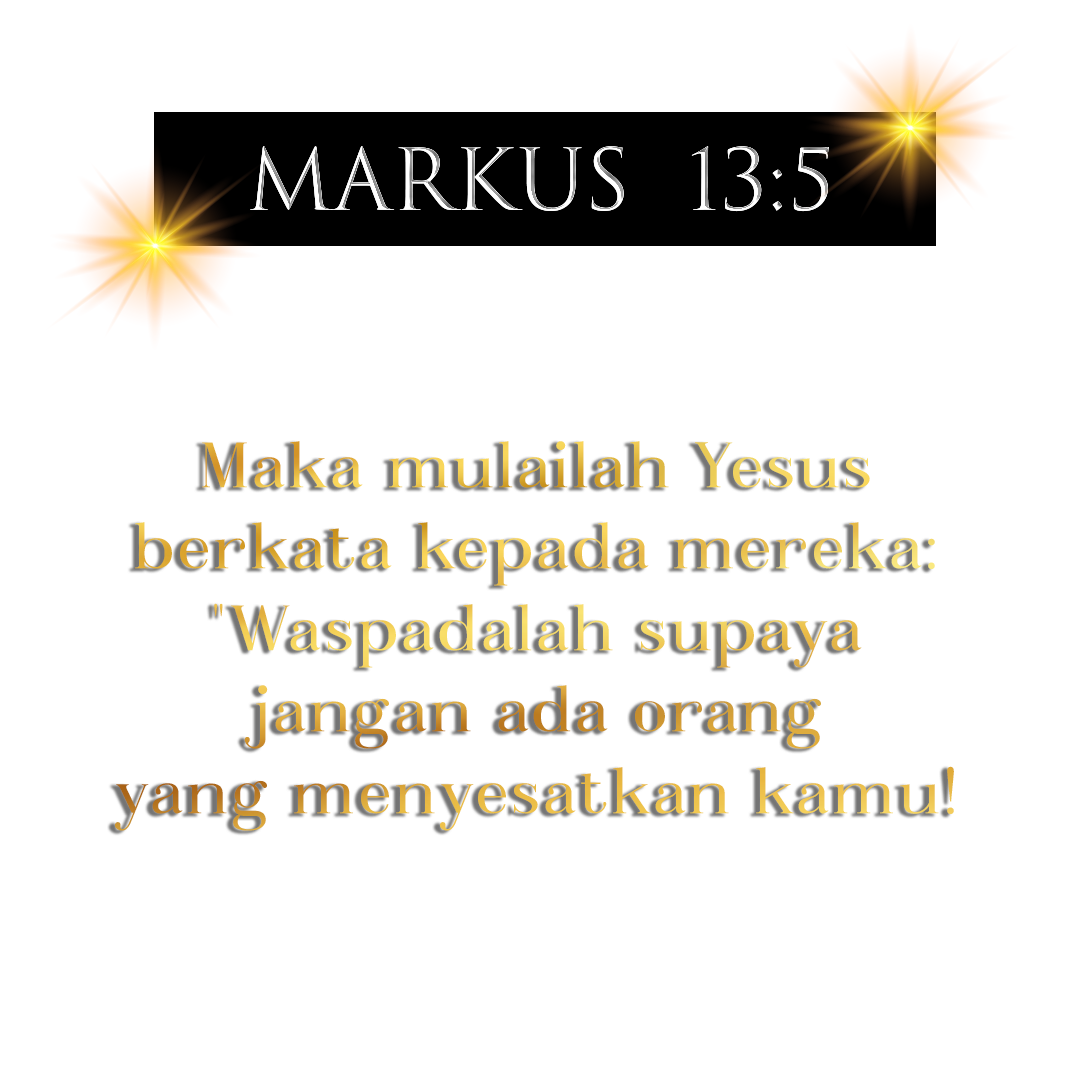 MARKUS 13:5
Maka mulailah Yesus
berkata kepada mereka:
"Waspadalah supaya
jangan ada orang
yang menyesatkan kamu!